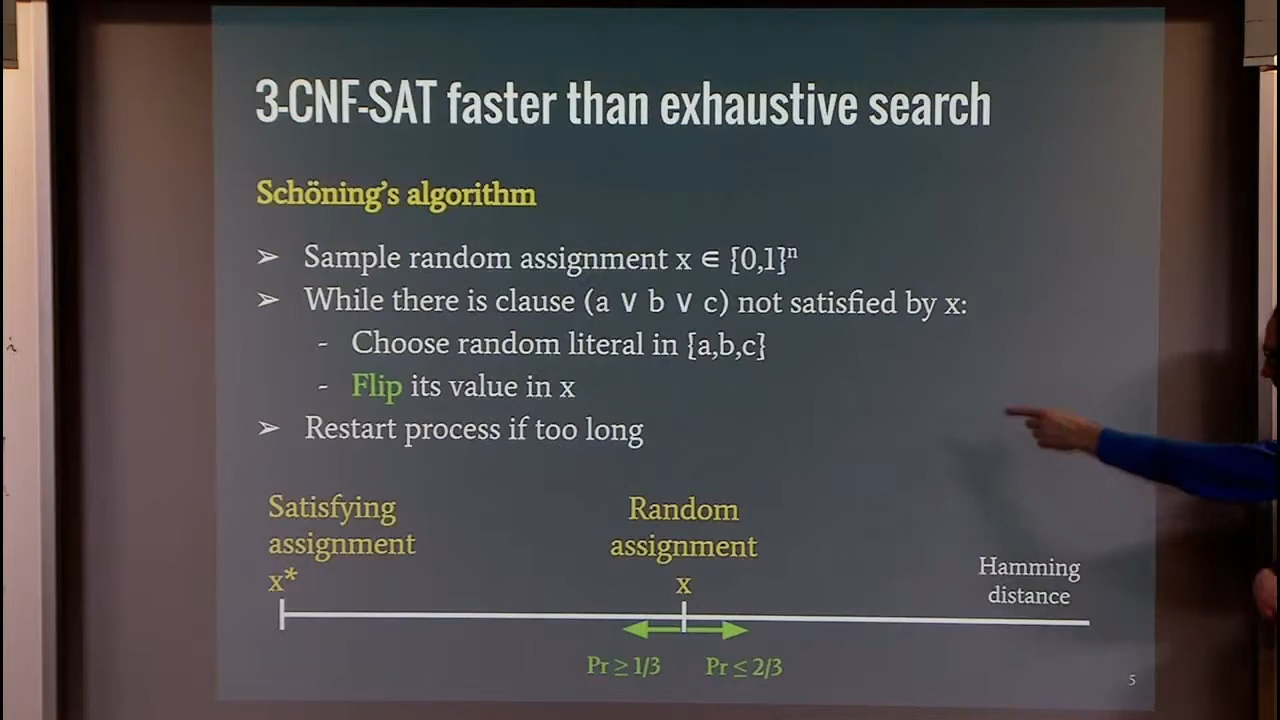 3-CNF-SAT faster than exhaustive search
Schöning's algorithm
➢ Sample random assignment x ∈ {0,1}ⁿ
➢ While there is clause (a ∨ b ∨ c) not satisfied by x:
- Choose random literal in {a,b,c}
- Flip its value in x
➢ Restart process if too long
Satisfying
assignment
x*
Random
assignment
x
Hamming
distance
Pr ≥ 1/3
Pr ≤ 2/3
5